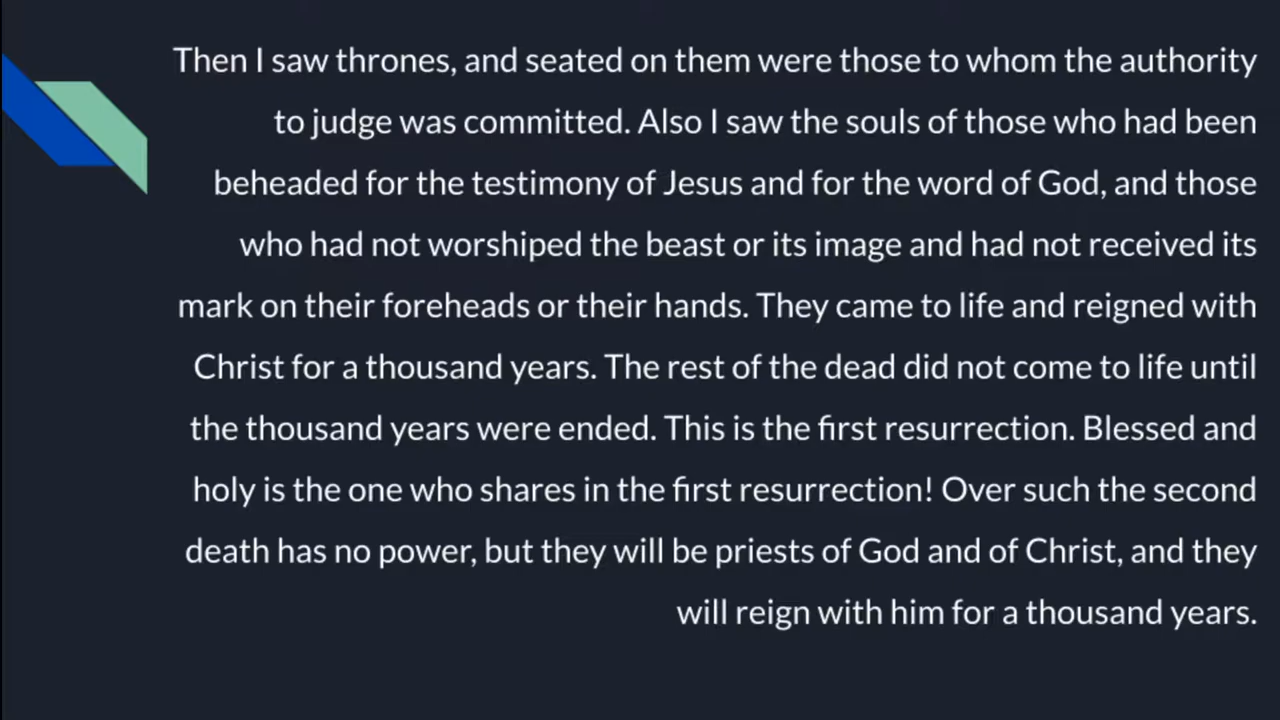 Then I saw thrones, and seated on them were those to whom the authority
to judge was committed. Also I saw the souls of those who had been
beheaded for the testimony of Jesus and for the word of God, and those
who had not worshiped the beast or its image and had not received its
mark on their foreheads or their hands. They came to life and reigned with
Christ for a thousand years. The rest of the dead did not come to life until
the thousand years were ended. This is the first resurrection. Blessed and
holy is the one who shares in the first resurrection! Over such the second
death has no power, but they will be priests of God and of Christ, and they
will reign with him for a thousand years.